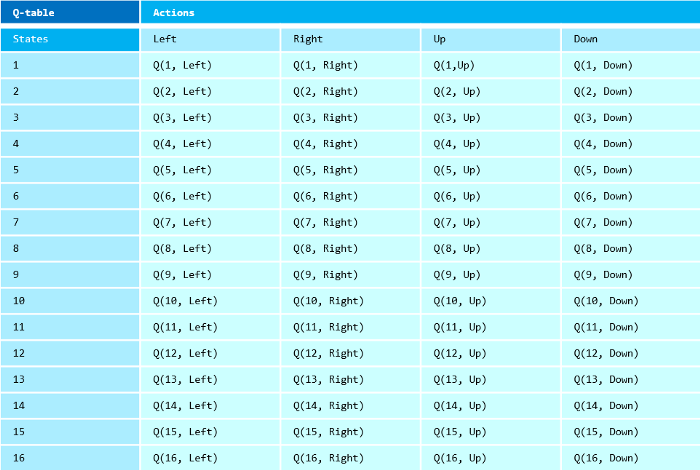 Q-table Actions
States Left Right Up Down
1 Q(1, Left) Q(1, Right) Q(1,Up) Q(1, Down)
2 Q(2, Left) Q(2, Right) Q(2, Up) Q(2, Down)
3 Q(3, Left) Q(3, Right) Q(3, Up) Q(3, Down)
4 Q(4, Left) Q(4, Right) Q(4, Up) Q(4, Down)
5 Q(5, Left) Q(5, Right) Q(5, Up) Q(5, Down)
6 Q(6, Left) Q(6, Right) Q(6, Up) Q(6, Down)
7 Q(7, Left) Q(7, Right) Q(7, Up) Q(7, Down)
8 Q(8, Left) Q(8, Right) Q(8, Up) Q(8, Down)
9 Q(9, Left) Q(9, Right) Q(9, Up) Q(9, Down)
10 Q(10, Left) Q(10, Right) Q(10, Up) Q(10, Down)
11 Q(11, Left) Q(11, Right) Q(11, Up) Q(11, Down)
12 Q(12, Left) Q(12, Right) Q(12, Up) Q(12, Down)
13 Q(13, Left) Q(13, Right) Q(13, Up) Q(13, Down)
14 Q(14, Left) Q(14, Right) Q(14, Up) Q(14, Down)
15 Q(15, Left) Q(15, Right) Q(15, Up) Q(15, Down)
16 Q(16, Left) Q(16, Right) Q(16, Up) Q(16, Down)